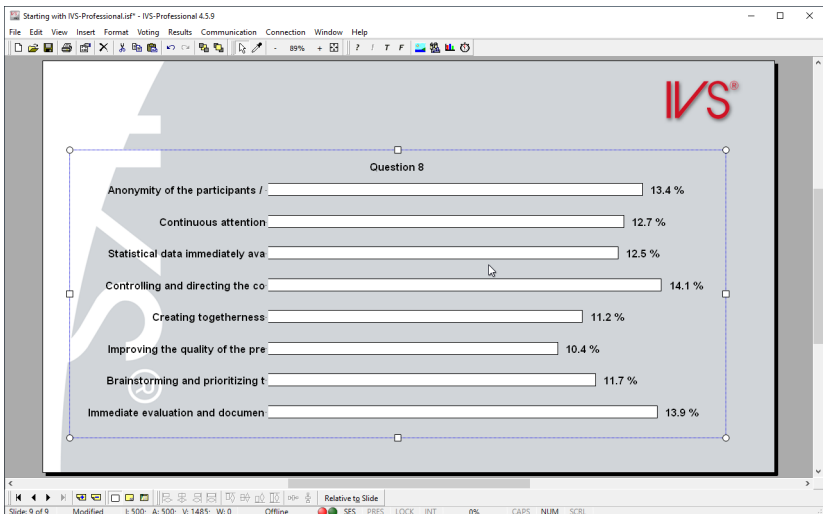 Starting with IVS-Professional.isf* - IVS-Professional 4.5.9
File Edit View Insert Format Voting Results Communication Connection Window Help
- 89% + ? ! T F
IVS®
Question 8
Anonymity of the participants / 13.4 %
Continuous attention 12.7 %
Statistical data immediately ava 12.5 %
Controlling and directing the co 14.1 %
Creating togetherness 11.2 %
Improving the quality of the pre 10.4 %
Brainstorming and prioritizing t 11.7 %
Immediate evaluation and documen 13.9 %
Relative to Slide
Slide: 9 of 9 Modified I: 500; A: 500; V: 1485; W: 0 Offline SES PRES LOCK INT 0% CAPS NUM SCRL